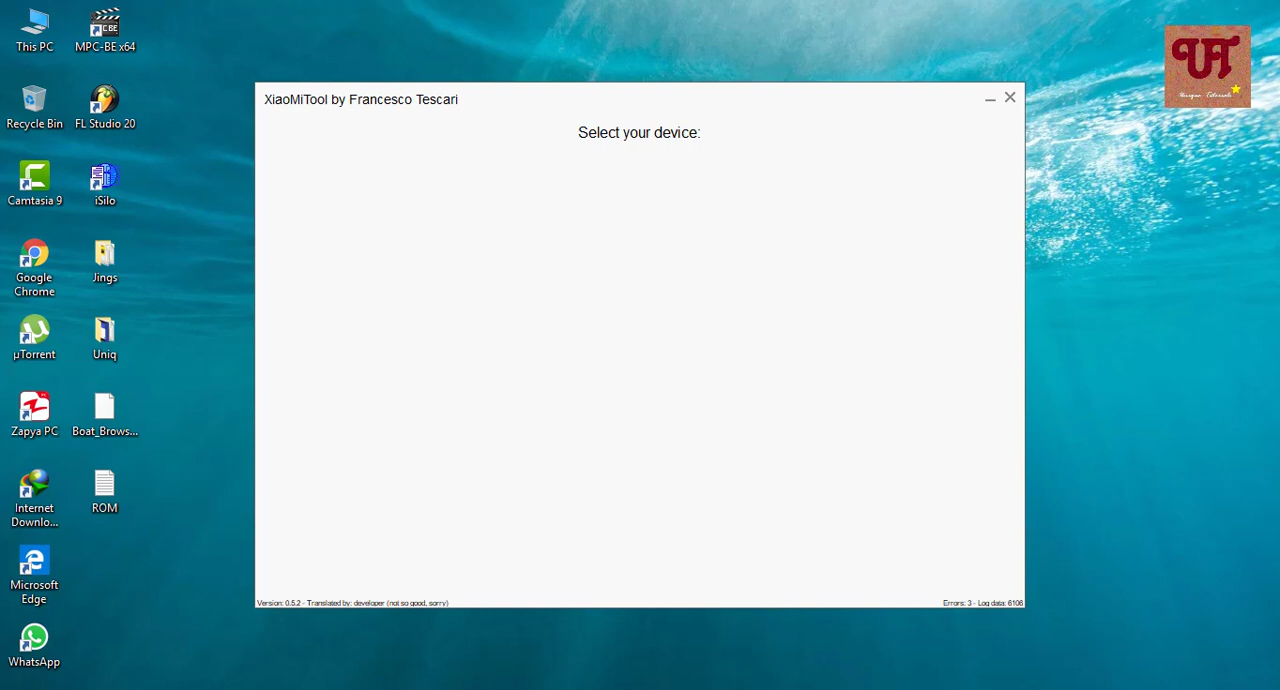 This PC
MPC-BE x64
Recycle Bin
FL Studio 20
Camtasia 9
iSilo
Google
Chrome
Jings
µTorrent
Uniq
Zapya PC
Boat_Brows...
Internet
Downlo...
ROM
Microsoft
Edge
WhatsApp
XiaoMiTool by Francesco Tescari
Select your device:
Version: 0.5.2 - Translated by: developer (not so good, sorry)
Errors: 3 - Log data: 6106